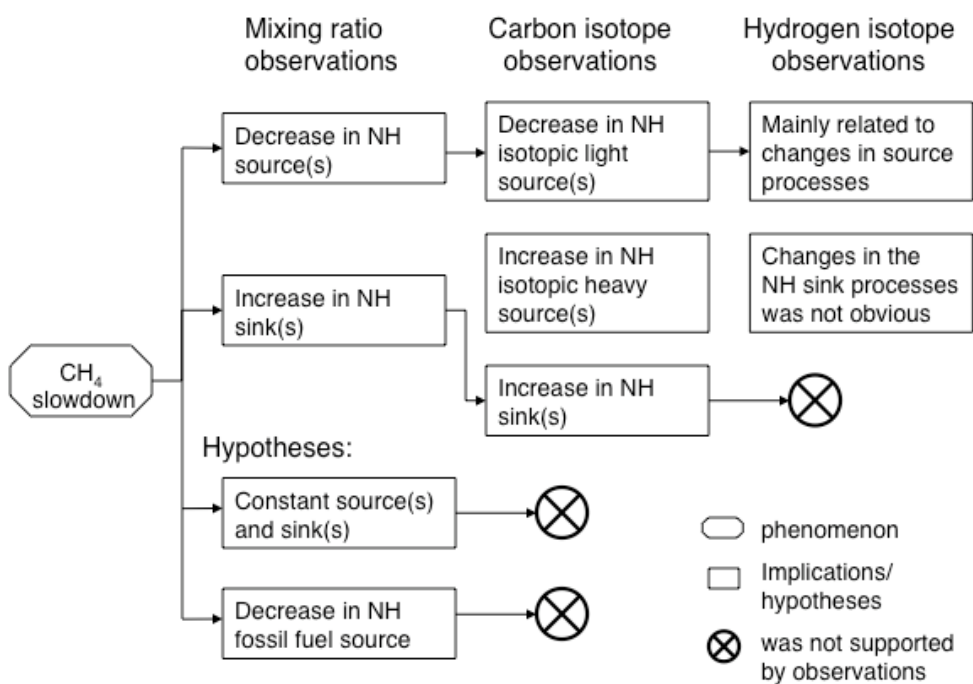 Mixing ratio
observations
Carbon isotope
observations
Hydrogen isotope
observations
Decrease in NH
source(s)
Decrease in NH
isotopic light
source(s)
Mainly related to
changes in source
processes
Increase in NH
sink(s)
Increase in NH
isotopic heavy
source(s)
Changes in the
NH sink processes
was not obvious
CH₄
slowdown
Increase in NH
sink(s)
Hypotheses:
Constant source(s)
and sink(s)
Decrease in NH
fossil fuel source
phenomenon
Implications/
hypotheses
was not supported
by observations